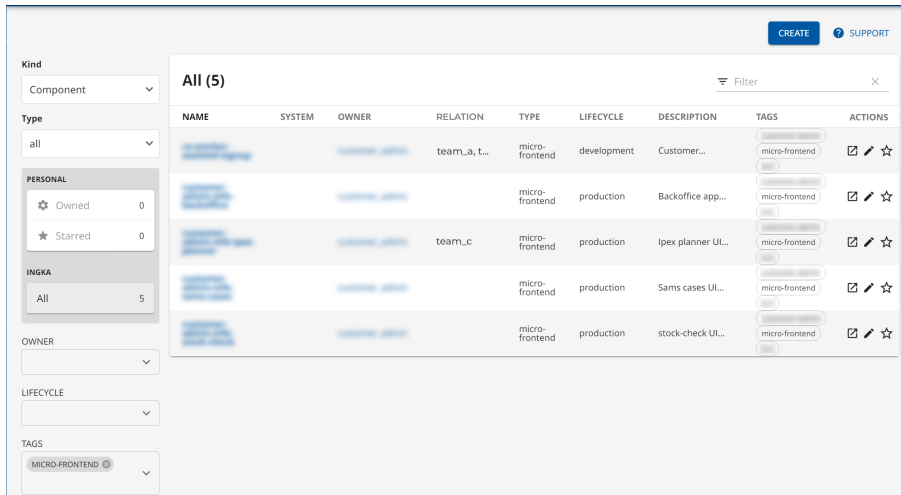 CREATE
SUPPORT
Kind
Component
Type
all
PERSONAL
Owned 0
Starred 0
INGKA
All 5
OWNER
LIFECYCLE
TAGS
MICRO-FRONTEND
All (5)
Filter
NAME SYSTEM OWNER RELATION TYPE LIFECYCLE DESCRIPTION TAGS ACTIONS
team_a, t... micro-
frontend development Customer... micro-frontend
micro-
frontend production Backoffice app... micro-frontend
team_c micro-
frontend production Ipex planner UI... micro-frontend
micro-
frontend production Sams cases UI... micro-frontend
micro-
frontend production stock-check UI... micro-frontend